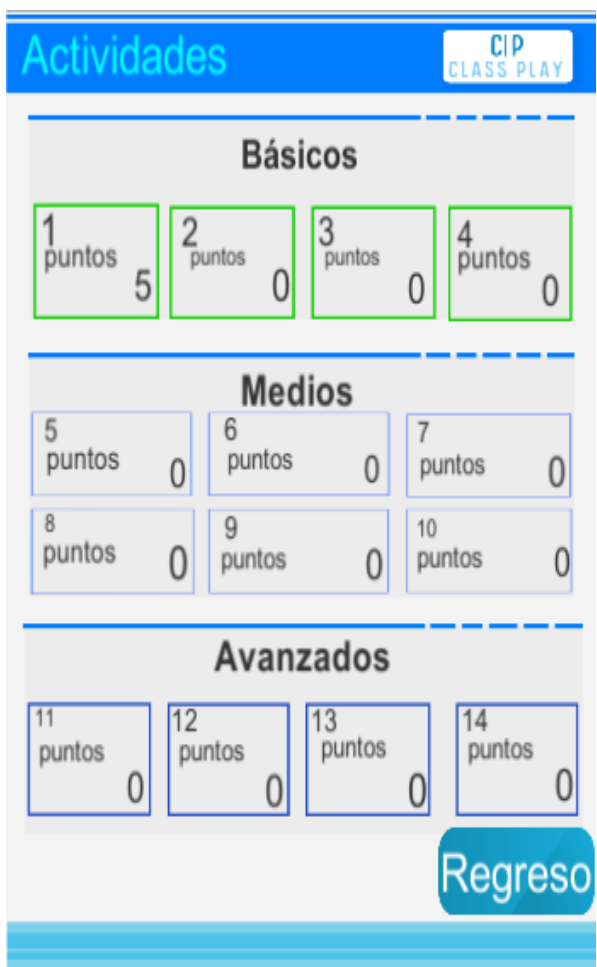 Actividades
CIP
CLASS PLAY
Básicos
1
puntos
5
2
puntos
0
3
puntos
0
4
puntos
0
Medios
5
puntos
0
6
puntos
0
7
puntos
0
8
puntos
0
9
puntos
0
10
puntos
0
Avanzados
11
puntos
0
12
puntos
0
13
puntos
0
14
puntos
0
Regreso